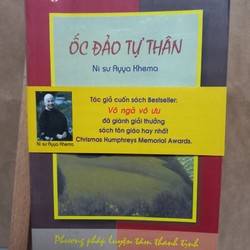 ỐC ĐẢO TỰ THÂN
Ni sư Ayya Khema
Tác giả cuốn sách Bestseller:
Vô ngã vô ưu
đã giành giải thưởng
sách tôn giáo hay nhất
Chrismas Humphreys Memorial Awards.
Ni sư Ayya Khema
Phương pháp luyện tâm thanh tịnh